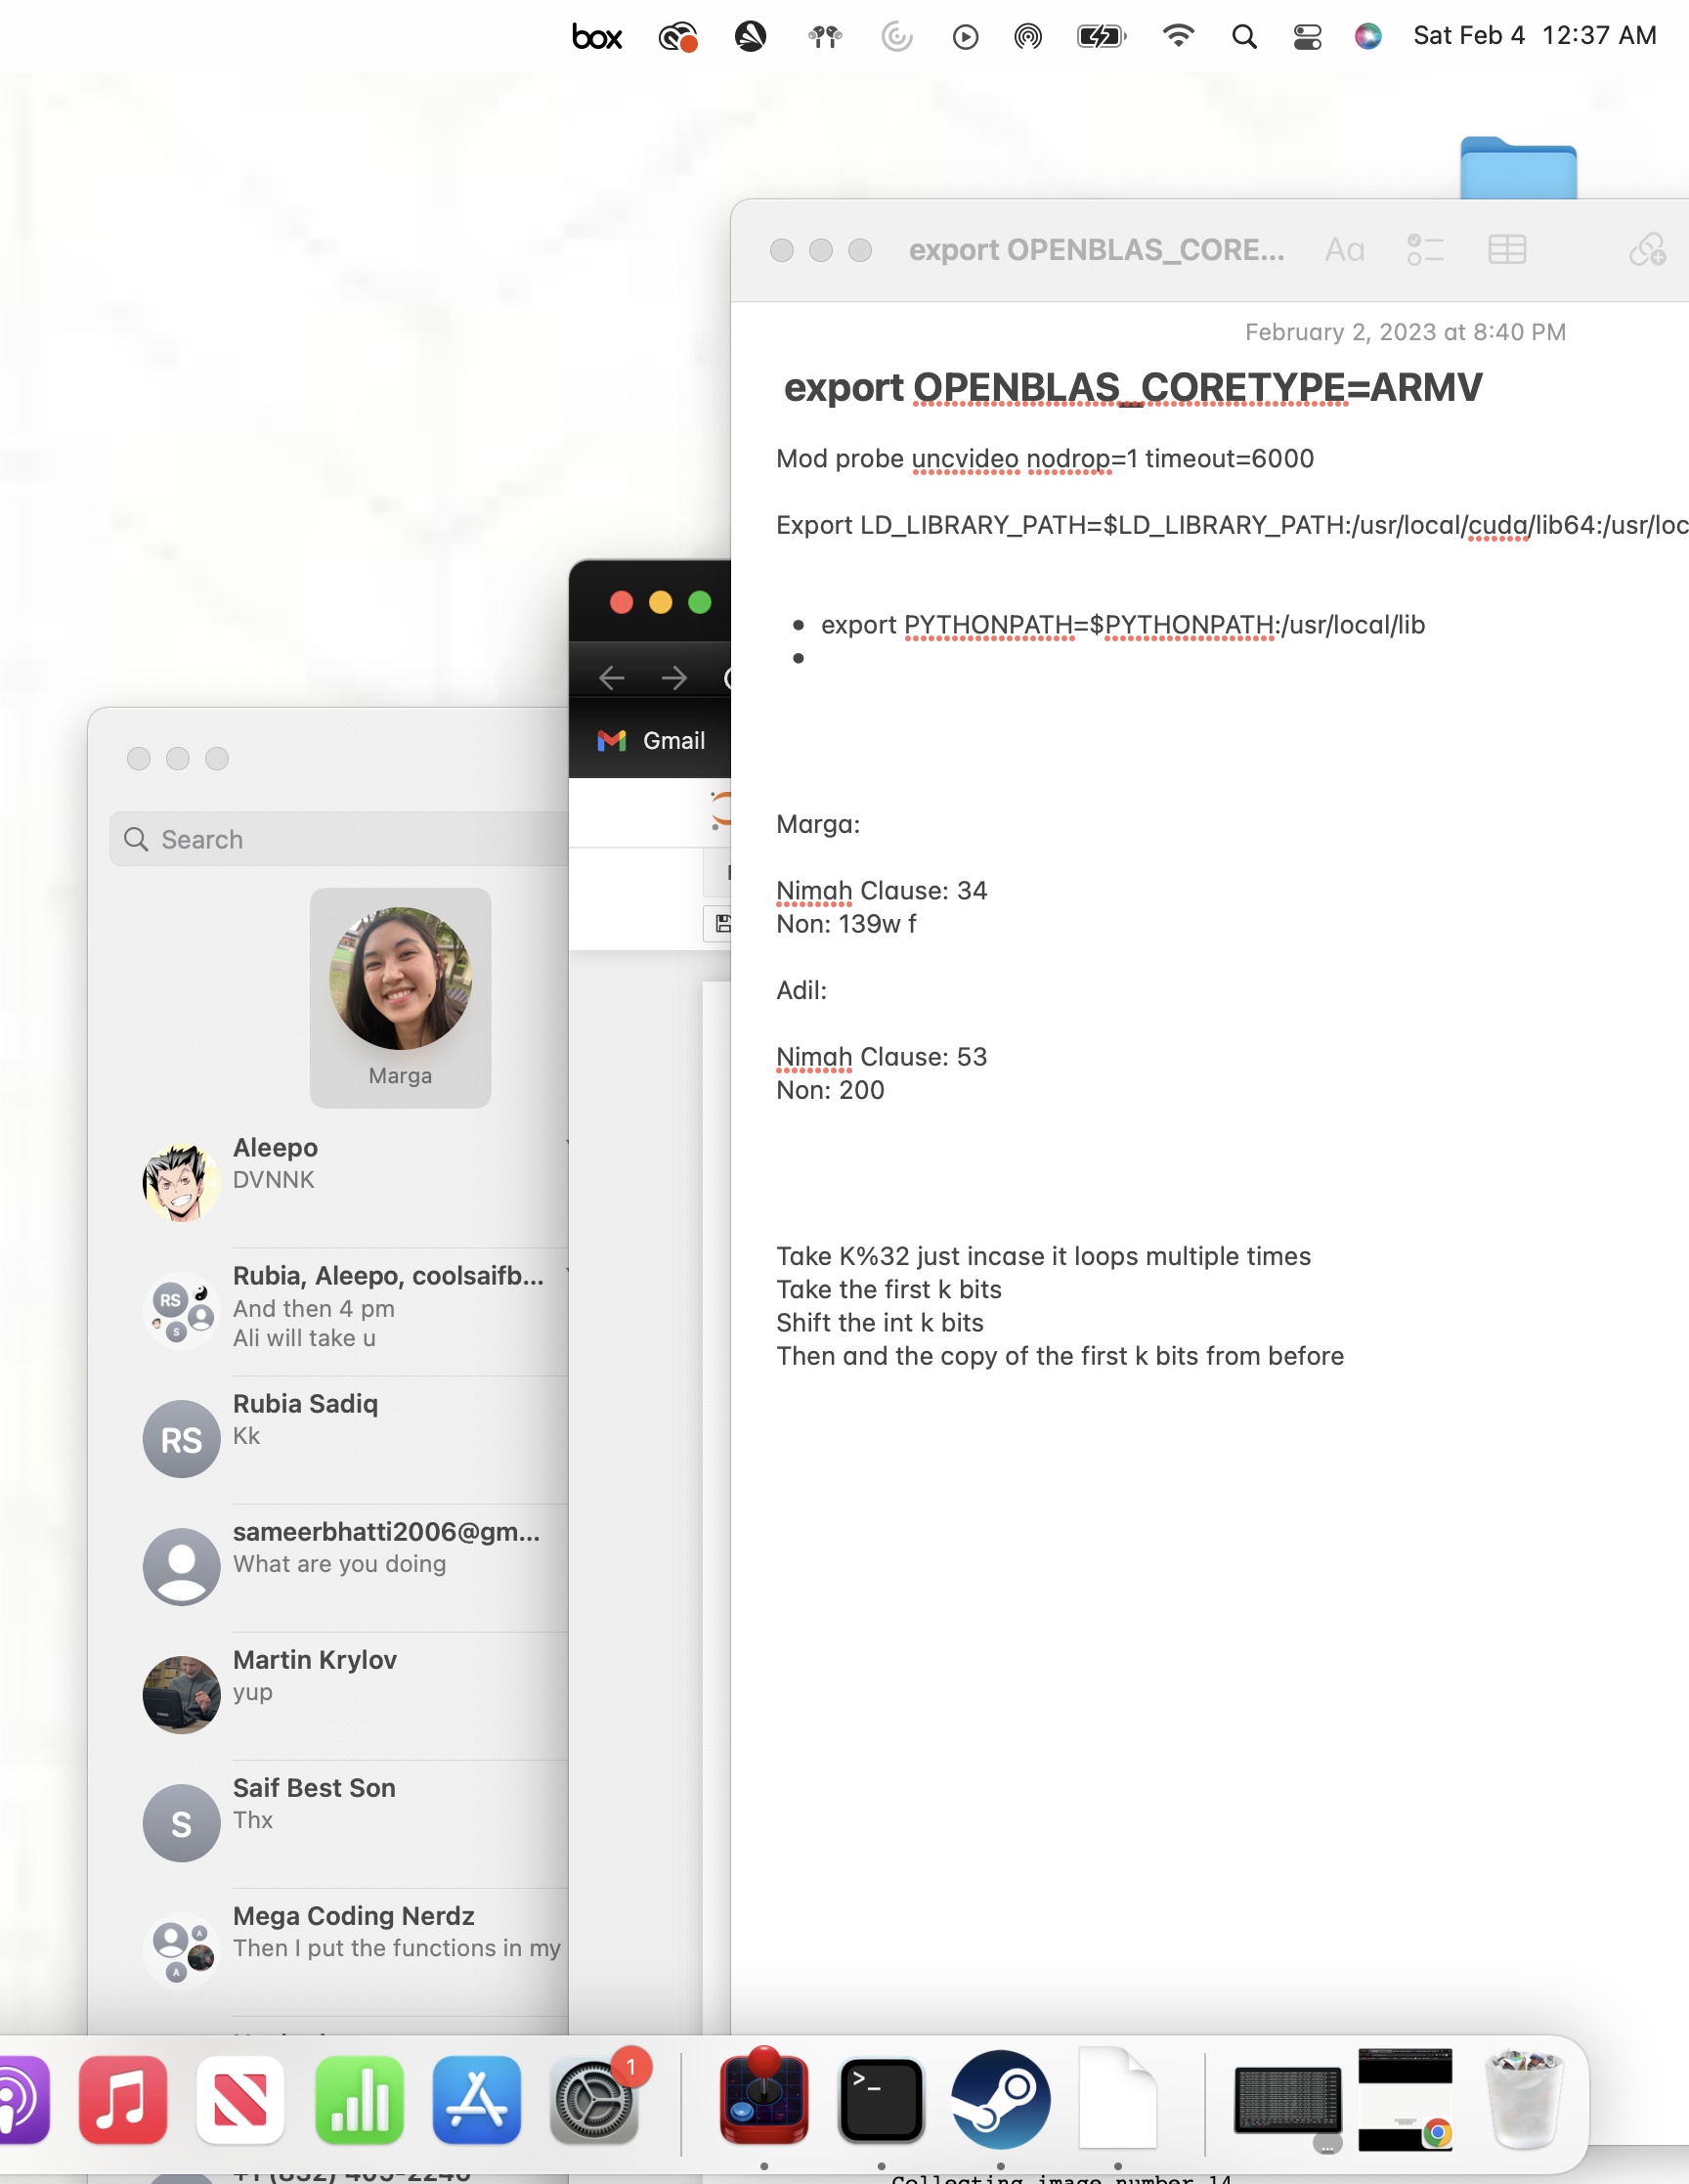 box
Sat Feb 4 12:37 AM
export OPENBLAS_CORE...
Aa
February 2, 2023 at 8:40 PM
export OPENBLAS_CORETYPE=ARMV
Mod probe uncvideo nodrop=1 timeout=6000
Export LD_LIBRARY_PATH=$LD_LIBRARY_PATH:/usr/local/cuda/lib64:/usr/loc
• export PYTHONPATH=$PYTHONPATH:/usr/local/lib
•
Marga:
Nimah Clause: 34
Non: 139w f
Adil:
Nimah Clause: 53
Non: 200
Take K%32 just incase it loops multiple times
Take the first k bits
Shift the int k bits
Then and the copy of the first k bits from before
Gmail
Search
Marga
Aleepo
DVNNK
Rubia, Aleepo, coolsaifb...
RS
S
And then 4 pm
Ali will take u
Rubia Sadiq
RS
Kk
sameerbhatti2006@gm...
What are you doing
Martin Krylov
yup
Saif Best Son
S
Thx
Mega Coding Nerdz
A
A
Then I put the functions in my
1
>_
Collecting image number 14